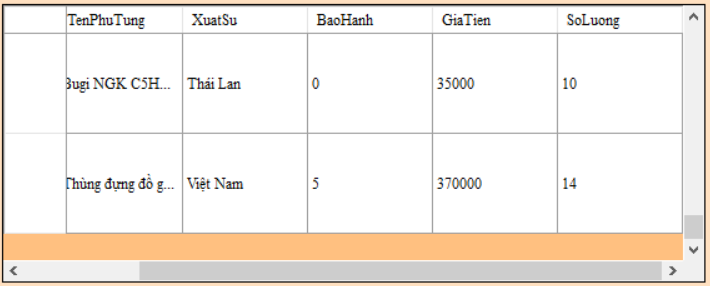 TenPhuTung XuatSu BaoHanh GiaTien SoLuong
Bugi NGK C5H... Thái Lan 0 35000 10
Thùng đựng đồ g... Việt Nam 5 370000 14